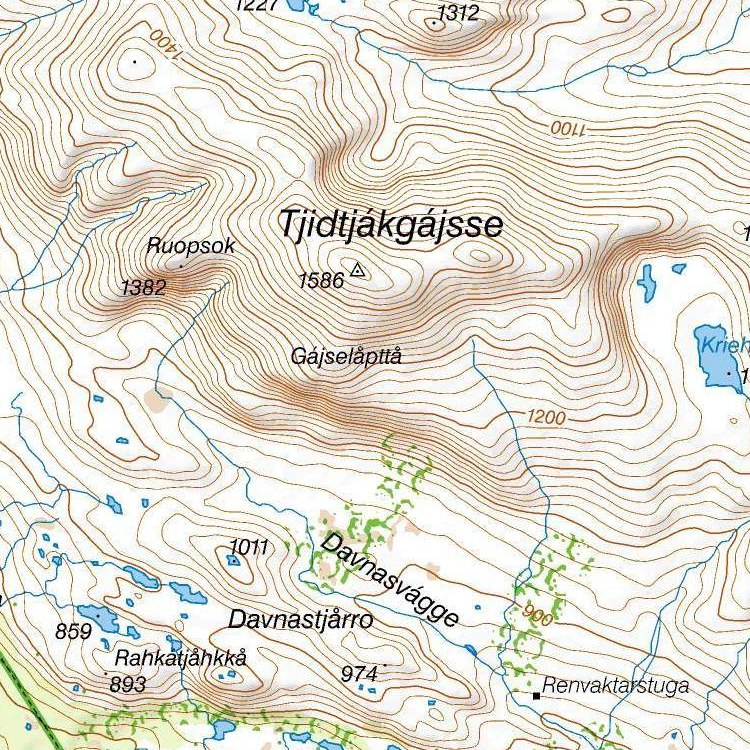 1227
1312
1400
1100
Tjidtjákgájsse
Ruopsok
1586
1382
Krieh
Gájselåpttå
1200
1011
Davnasvágge
900
Davnastjårro
859
Rahkatjåhkkå
974
893
Renvaktarstuga